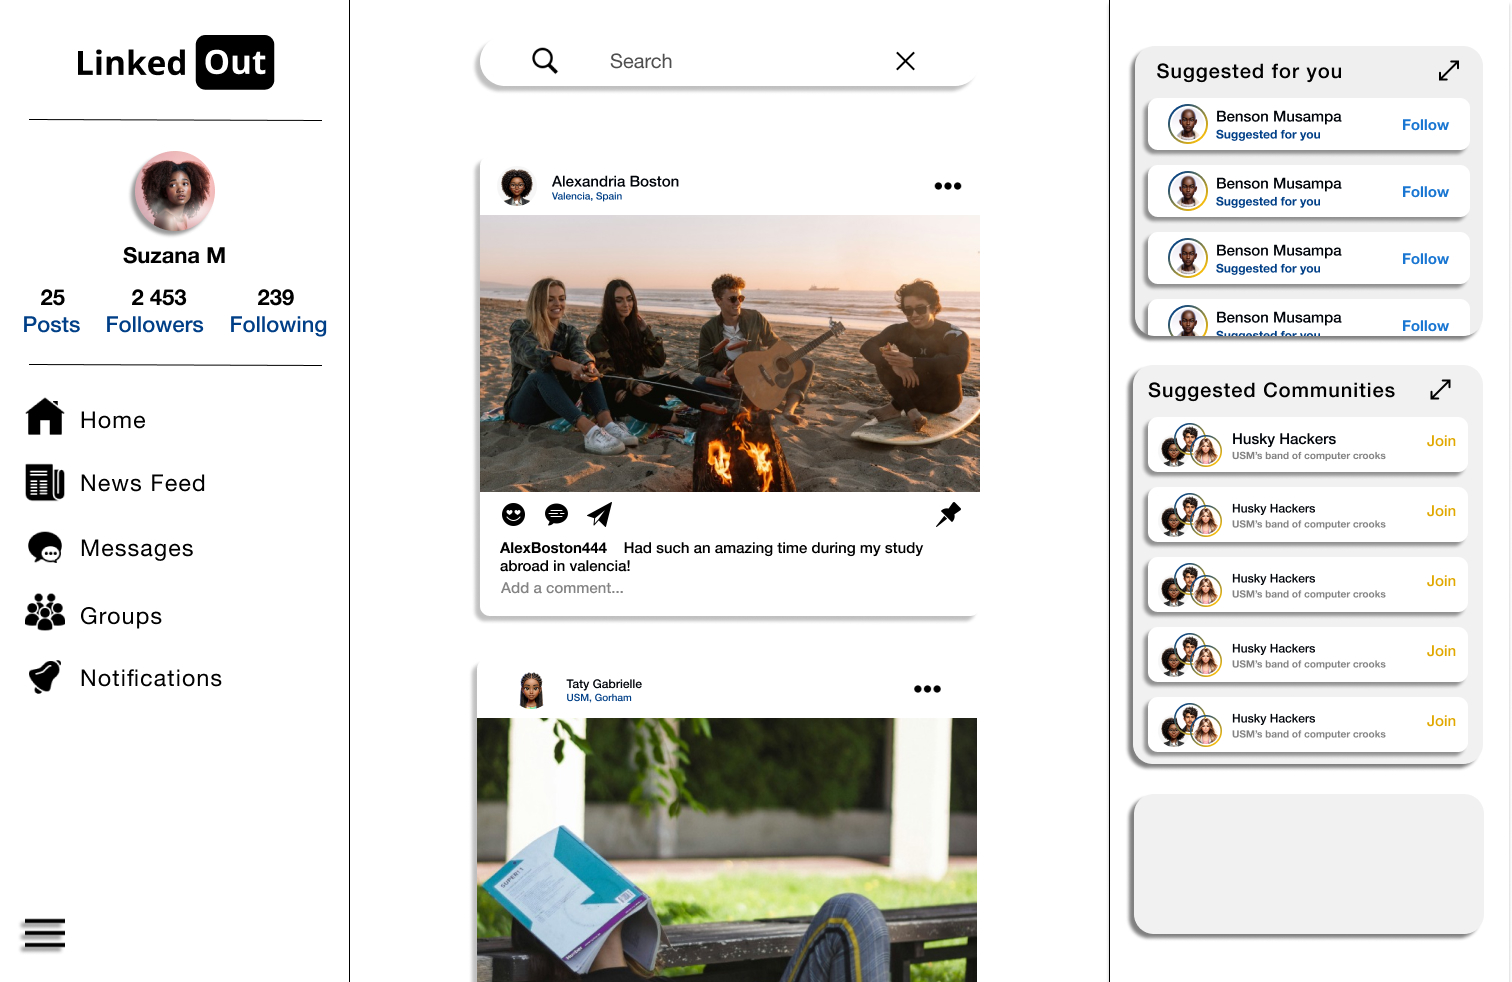 Linked Out
Suzana M
25
Posts
2 453
Followers
239
Following
Home
News Feed
Messages
Groups
Notifications
Search
Alexandria Boston
Valencia, Spain
AlexBoston444 Had such an amazing time during my study
abroad in valencia!
Add a comment...
Taty Gabrielle
USM, Gorham
Suggested for you
Benson Musampa
Suggested for you
Follow
Benson Musampa
Suggested for you
Follow
Benson Musampa
Suggested for you
Follow
Benson Musampa
Suggested for you
Follow
Suggested Communities
Husky Hackers
USM's band of computer crooks
Join
Husky Hackers
USM's band of computer crooks
Join
Husky Hackers
USM's band of computer crooks
Join
Husky Hackers
USM's band of computer crooks
Join
Husky Hackers
USM's band of computer crooks
Join